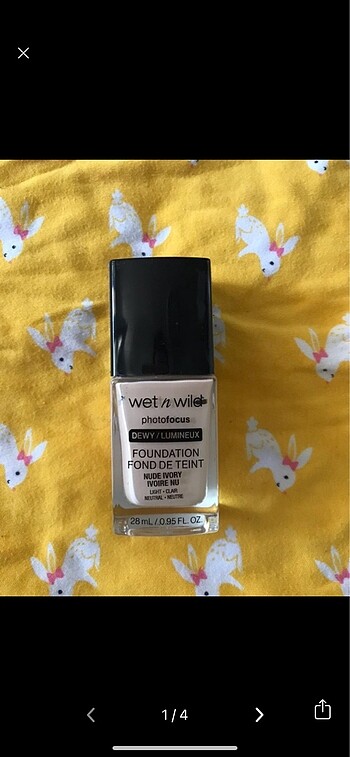 wet n wild
photofocus
DEWY / LUMINEUX
FOUNDATION
FOND DE TEINT
NUDE IVORY
IVOIRE NU
LIGHT • CLAIR
NEUTRAL • NEUTRE
28 mL / 0.95 FL. OZ.
1 / 4